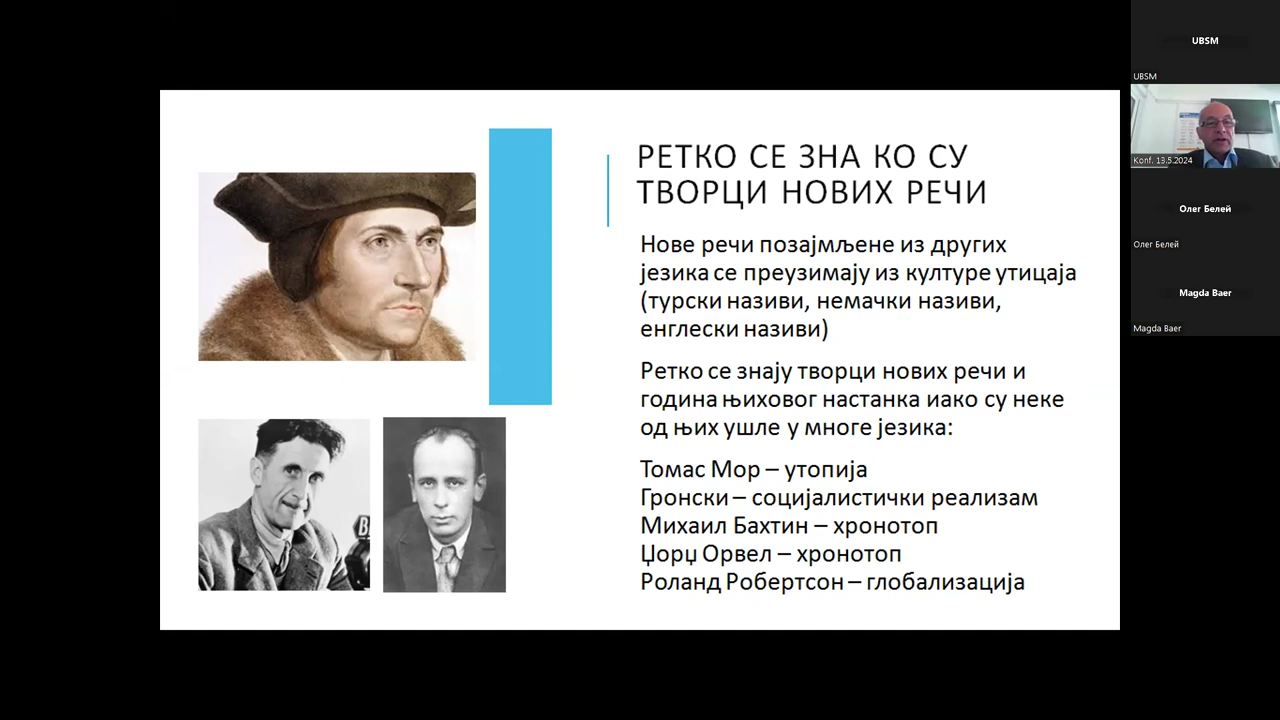 РЕТКО СЕ ЗНА КО СУ
ТВОРЦИ НОВИХ РЕЧИ
Нове речи позајмљене из других
језика се преузимају из културе утицаја
(турски називи, немачки називи,
енглески називи)
Ретко се знају творци нових речи и
година њиховог настанка иако су неке
од њих ушле у многе језика:
Томас Мор – утопија
Гронски – социјалистички реализам
Михаил Бахтин – хронотоп
Џорџ Орвел – хронотоп
Роланд Робертсон – глобализација
UBSM
UBSM
Konf. 13.5.2024
Олег Белей
Олег Белей
Magda Baer
Magda Baer